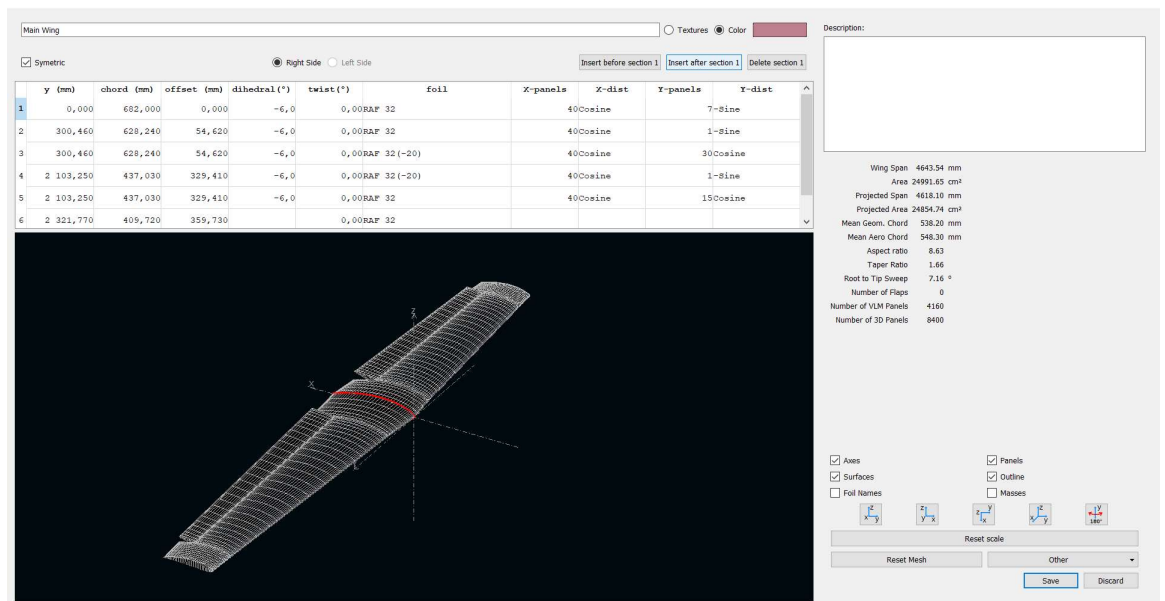 Main Wing
Textures Color
Description:
Symetric
Right Side Left Side
Insert before section 1 Insert after section 1 Delete section 1
y (mm) chord (mm) offset (mm) dihedral(°) twist(°) foil X-panels X-dist Y-panels Y-dist
1 0,000 682,000 0,000 -6,0 0,00 RAF 32 40 Cosine 7 -Sine
2 300,460 628,240 54,620 -6,0 0,00 RAF 32 40 Cosine 1 -Sine
3 300,460 628,240 54,620 -6,0 0,00 RAF 32(-20) 40 Cosine 30 Cosine
4 2 103,250 437,030 329,410 -6,0 0,00 RAF 32(-20) 40 Cosine 1 -Sine
5 2 103,250 437,030 329,410 -6,0 0,00 RAF 32 40 Cosine 15 Cosine
6 2 321,770 409,720 359,730 0,00 RAF 32
Wing Span 4643.54 mm
Area 24991.65 cm²
Projected Span 4618.10 mm
Projected Area 24854.74 cm²
Mean Geom. Chord 538.20 mm
Mean Aero Chord 548.30 mm
Aspect ratio 8.63
Taper Ratio 1.66
Root to Tip Sweep 7.16 °
Number of Flaps 0
Number of VLM Panels 4160
Number of 3D Panels 8400
Z
X
Axes Panels
Surfaces Outline
Foil Names Masses
z x y
z y x
z y x
z x y
y 180°
Reset scale
Reset Mesh Other
Save Discard